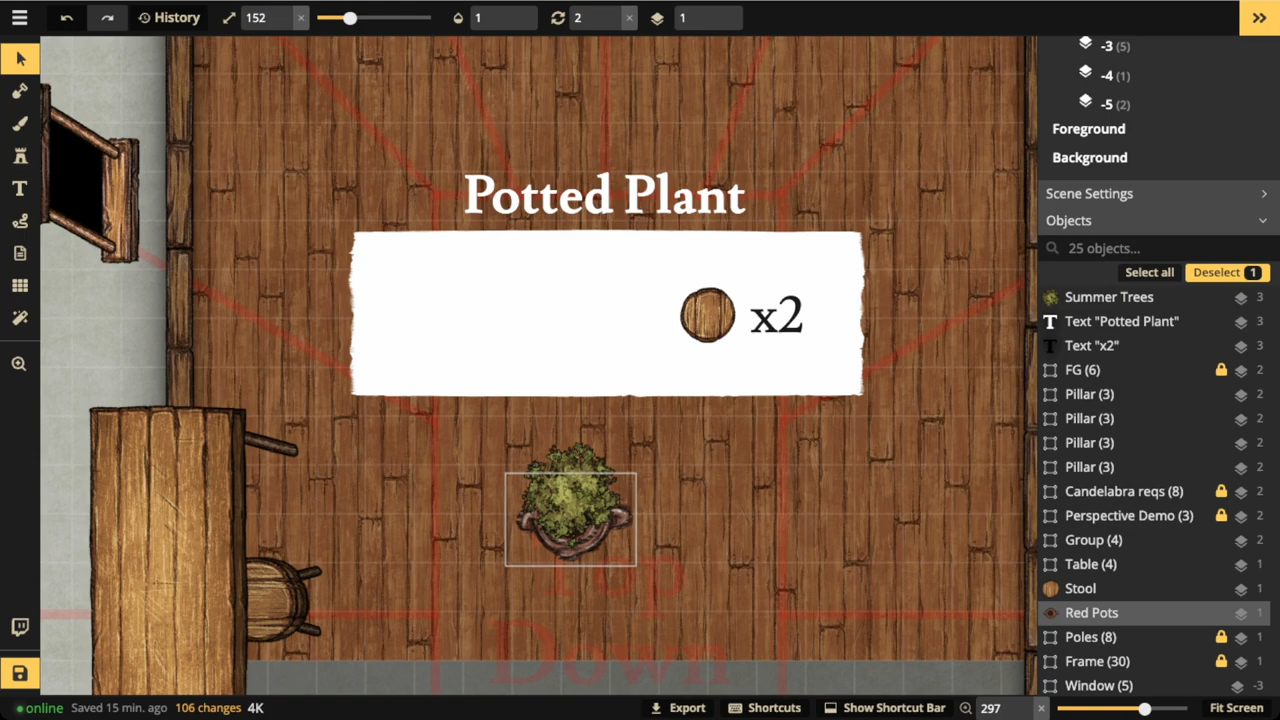 History
152
×
1
2
×
1
-3 (5)
-4 (1)
-5 (2)
Foreground
Background
Scene Settings
Objects
25 objects...
Select all
Deselect 1
Summer Trees 3
Text "Potted Plant" 3
Text "x2" 3
FG (6) 2
Pillar (3) 2
Pillar (3) 2
Pillar (3) 2
Pillar (3) 2
Candelabra reqs (8) 2
Perspective Demo (3) 2
Group (4) 2
Table (4) 1
Stool 1
Red Pots 1
Poles (8) 1
Frame (30) 1
Window (5) -3
Potted Plant
x2
Top
Down
online
Saved 15 min. ago
106 changes
4K
Export
Shortcuts
Show Shortcut Bar
297
×
Fit Screen